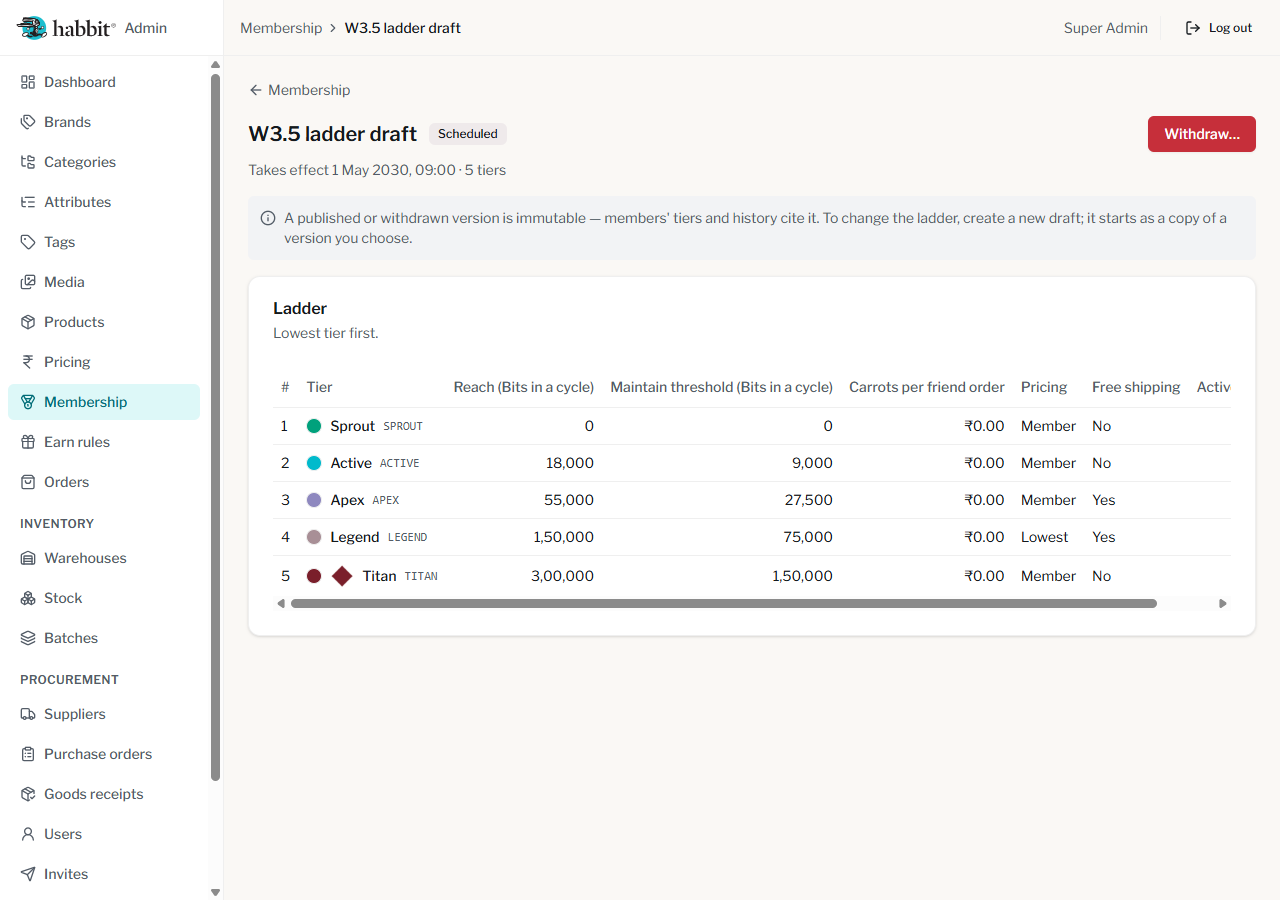 habbit® Admin
Membership > W3.5 ladder draft
Super Admin
Log out
Dashboard
Brands
Categories
Attributes
Tags
Media
Products
Pricing
Membership
Earn rules
Orders
INVENTORY
Warehouses
Stock
Batches
PROCUREMENT
Suppliers
Purchase orders
Goods receipts
Users
Invites
Membership
W3.5 ladder draft Scheduled
Withdraw...
Takes effect 1 May 2030, 09:00 · 5 tiers
A published or withdrawn version is immutable — members' tiers and history cite it. To change the ladder, create a new draft; it starts as a copy of a
version you choose.
Ladder
Lowest tier first.
# Tier Reach (Bits in a cycle) Maintain threshold (Bits in a cycle) Carrots per friend order Pricing Free shipping
1 Sprout SPROUT 0 0 ₹0.00 Member No
2 Active ACTIVE 18,000 9,000 ₹0.00 Member No
3 Apex APEX 55,000 27,500 ₹0.00 Member Yes
4 Legend LEGEND 1,50,000 75,000 ₹0.00 Lowest Yes
5 Titan TITAN 3,00,000 1,50,000 ₹0.00 Member No